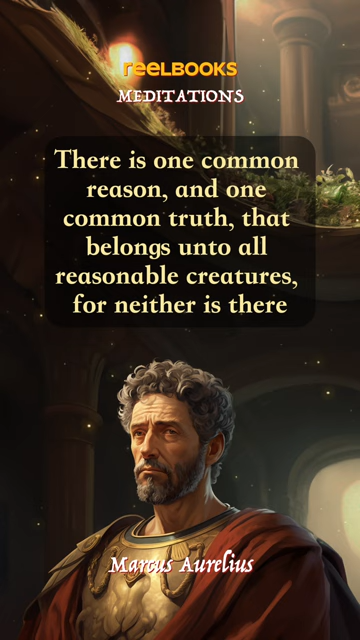 reelbooks
MEDITATIONS
There is one common
reason, and one
common truth, that
belongs unto all
reasonable creatures,
for neither is there
Marcus Aurelius